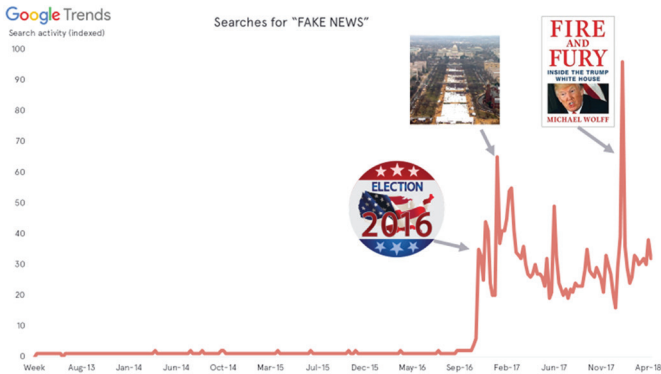 Google Trends
Searches for “FAKE NEWS”
Search activity (indexed)
100
90
80
70
60
50
40
30
20
10
0
FIRE
AND
FURY
INSIDE THE TRUMP
WHITE HOUSE
MICHAEL WOLFF
ELECTION
2016
Week Aug-13 Jan-14 Jun-14 Oct-14 Mar-15 Jul-15 Dec-15 May-16 Sep-16 Feb-17 Jun-17 Nov-17 Apr-18